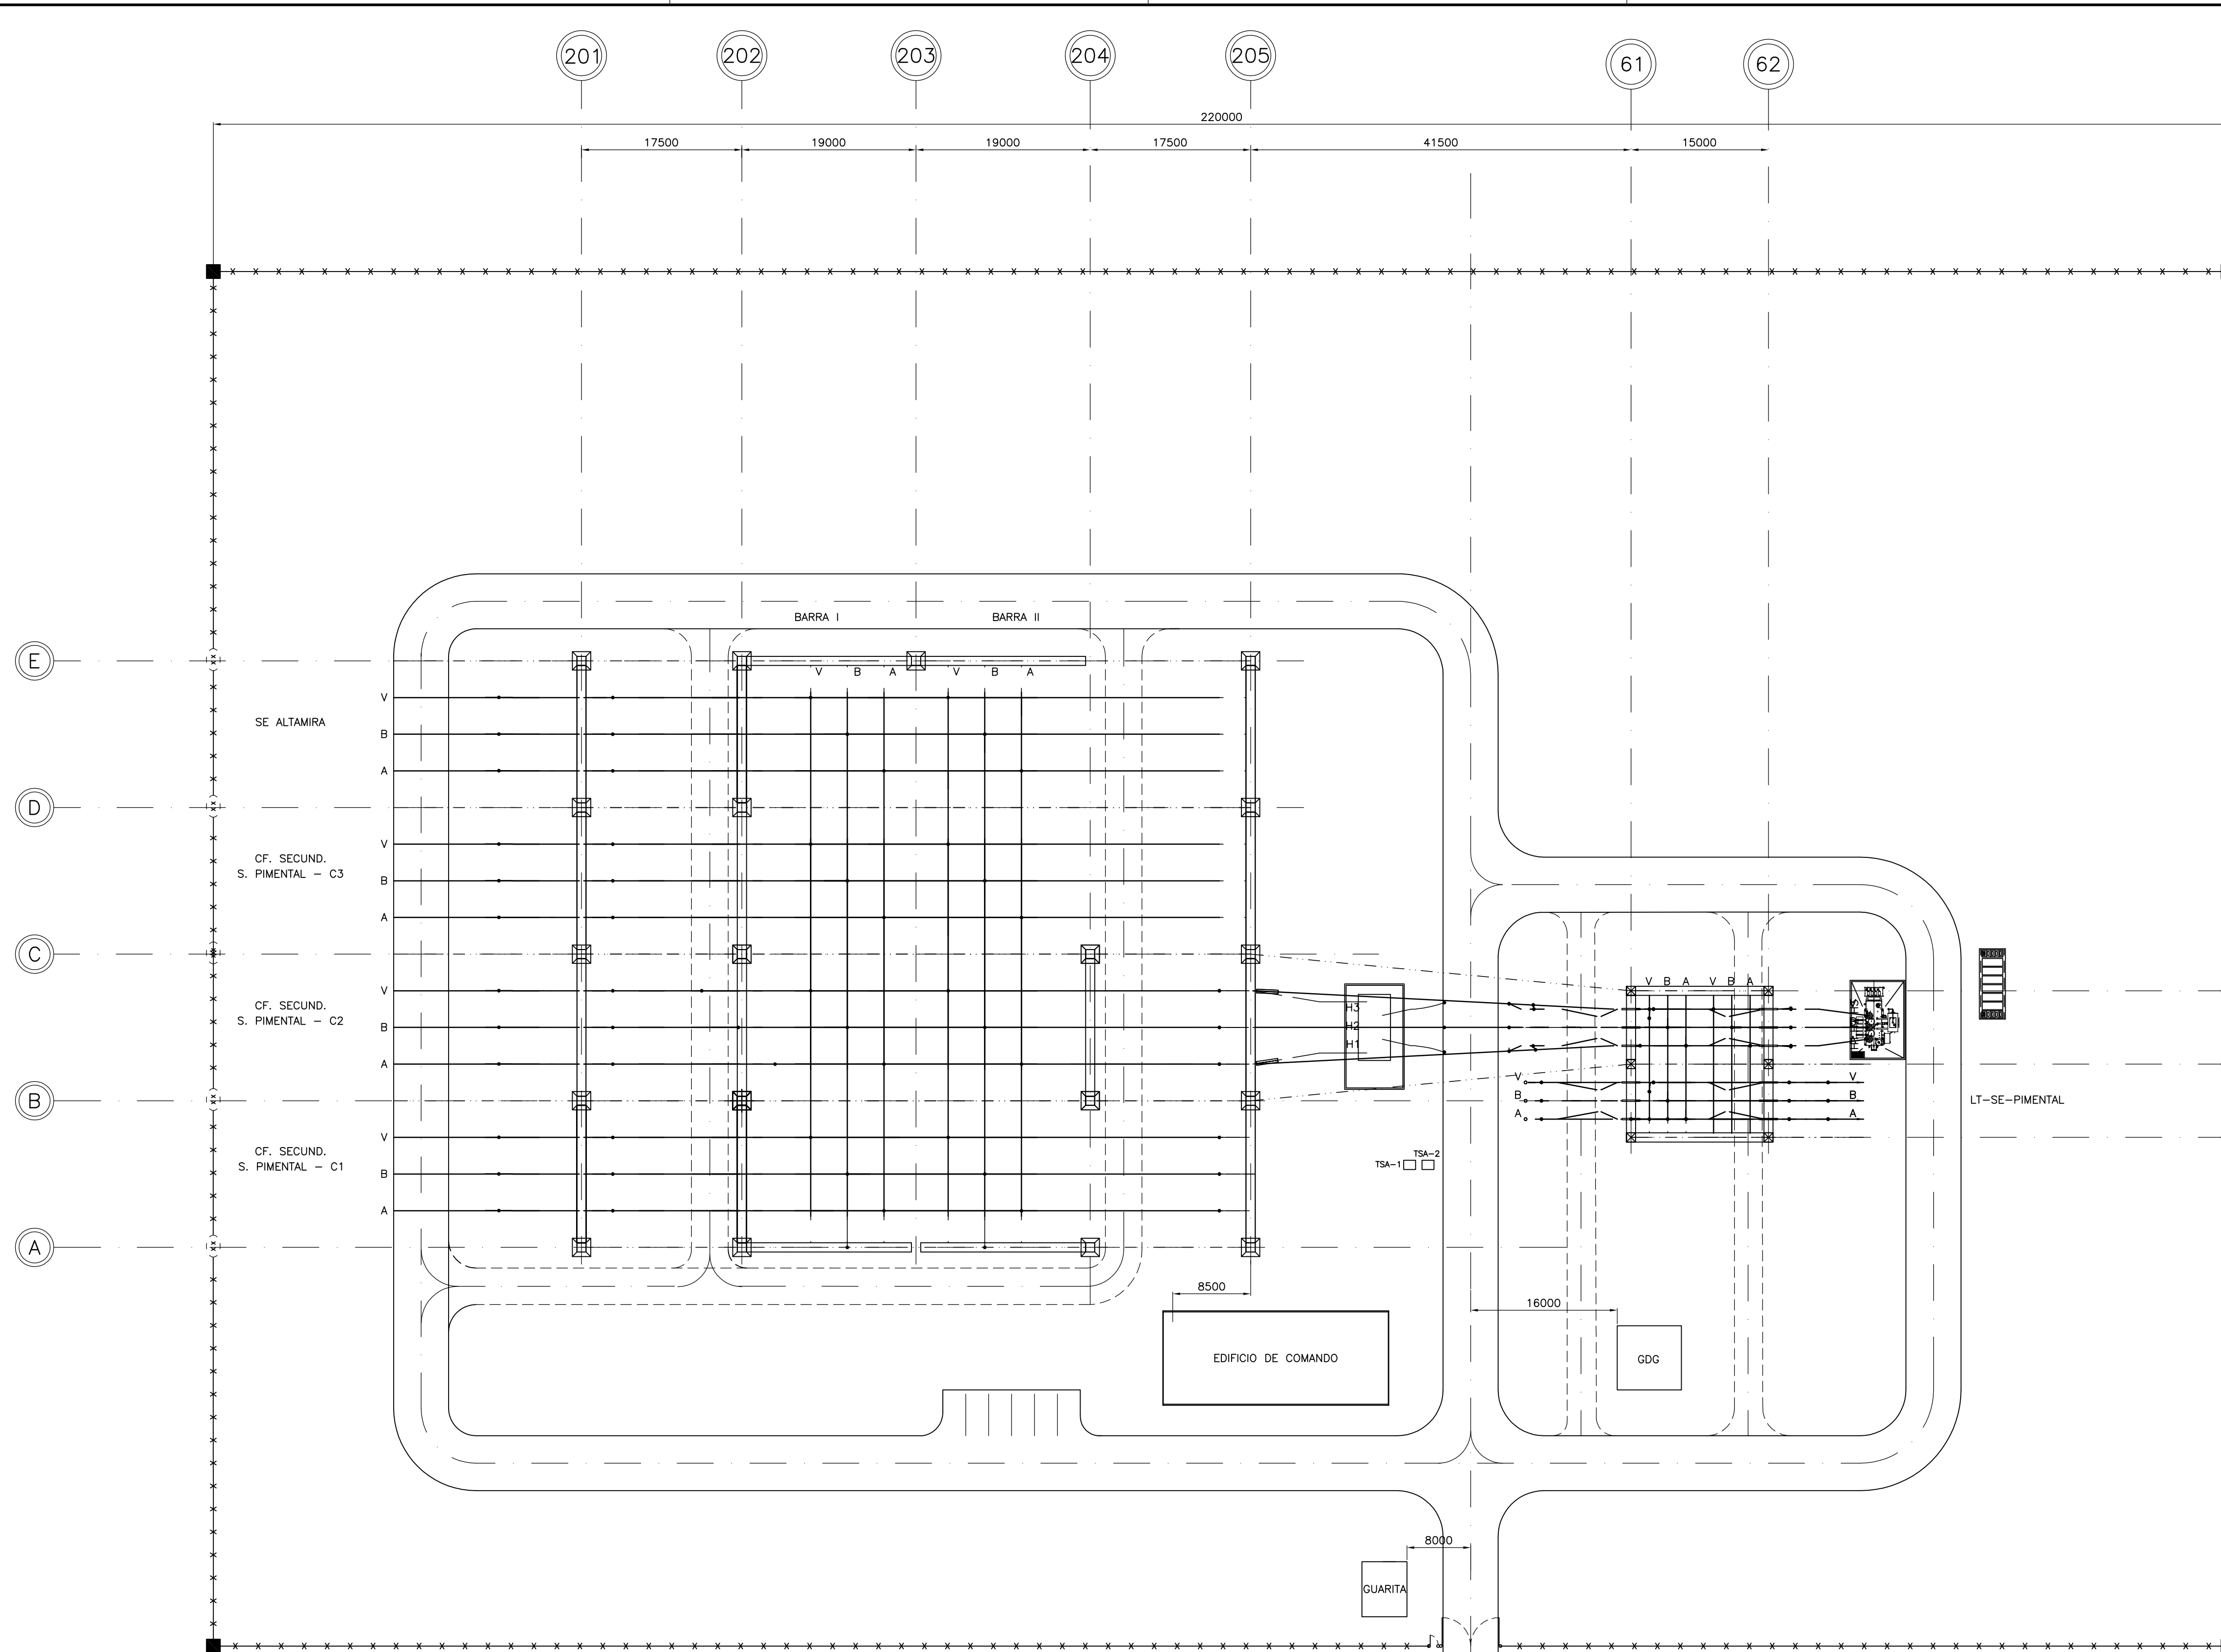 201 202 203 204 205 61 62
220000
17500 19000 19000 17500 41500 15000
BARRA I BARRA II
E
V B A V B A
V
SE ALTAMIRA
B
A
D
V
CF. SECUND.
S. PIMENTAL - C3
B
A
C
V B A V B A
V
CF. SECUND.
S. PIMENTAL - C2
B
A
H3
H2
H1
V V
B B
A A
LT-SE-PIMENTAL
B
V
CF. SECUND.
S. PIMENTAL - C1
B
A
TSA-1
TSA-2
A
8500
16000
EDIFICIO DE COMANDO
GDG
8000
GUARITA